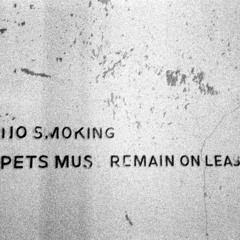 NO SMOKING
PETS MUS REMAIN ON LEAS